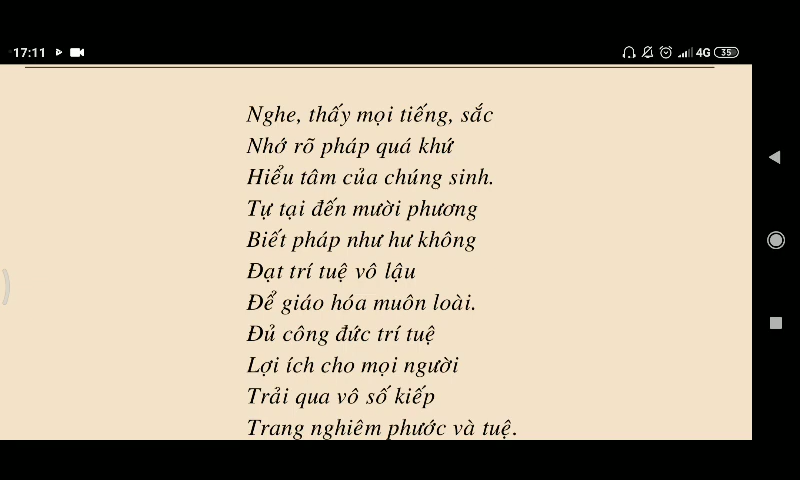 17:11
4G
35
Nghe, thấy mọi tiếng, sắc
Nhớ rõ pháp quá khứ
Hiểu tâm của chúng sinh.
Tự tại đến mười phương
Biết pháp như hư không
Đạt trí tuệ vô lậu
Để giáo hóa muôn loài.
Đủ công đức trí tuệ
Lợi ích cho mọi người
Trải qua vô số kiếp
Trang nghiêm phước và tuệ.